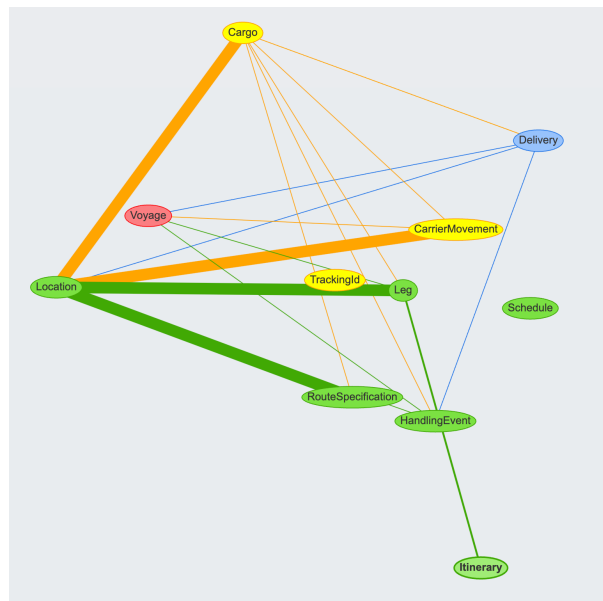 Cargo
Delivery
Voyage
CarrierMovement
TrackingId
Location
Leg
Schedule
RouteSpecification
HandlingEvent
Itinerary